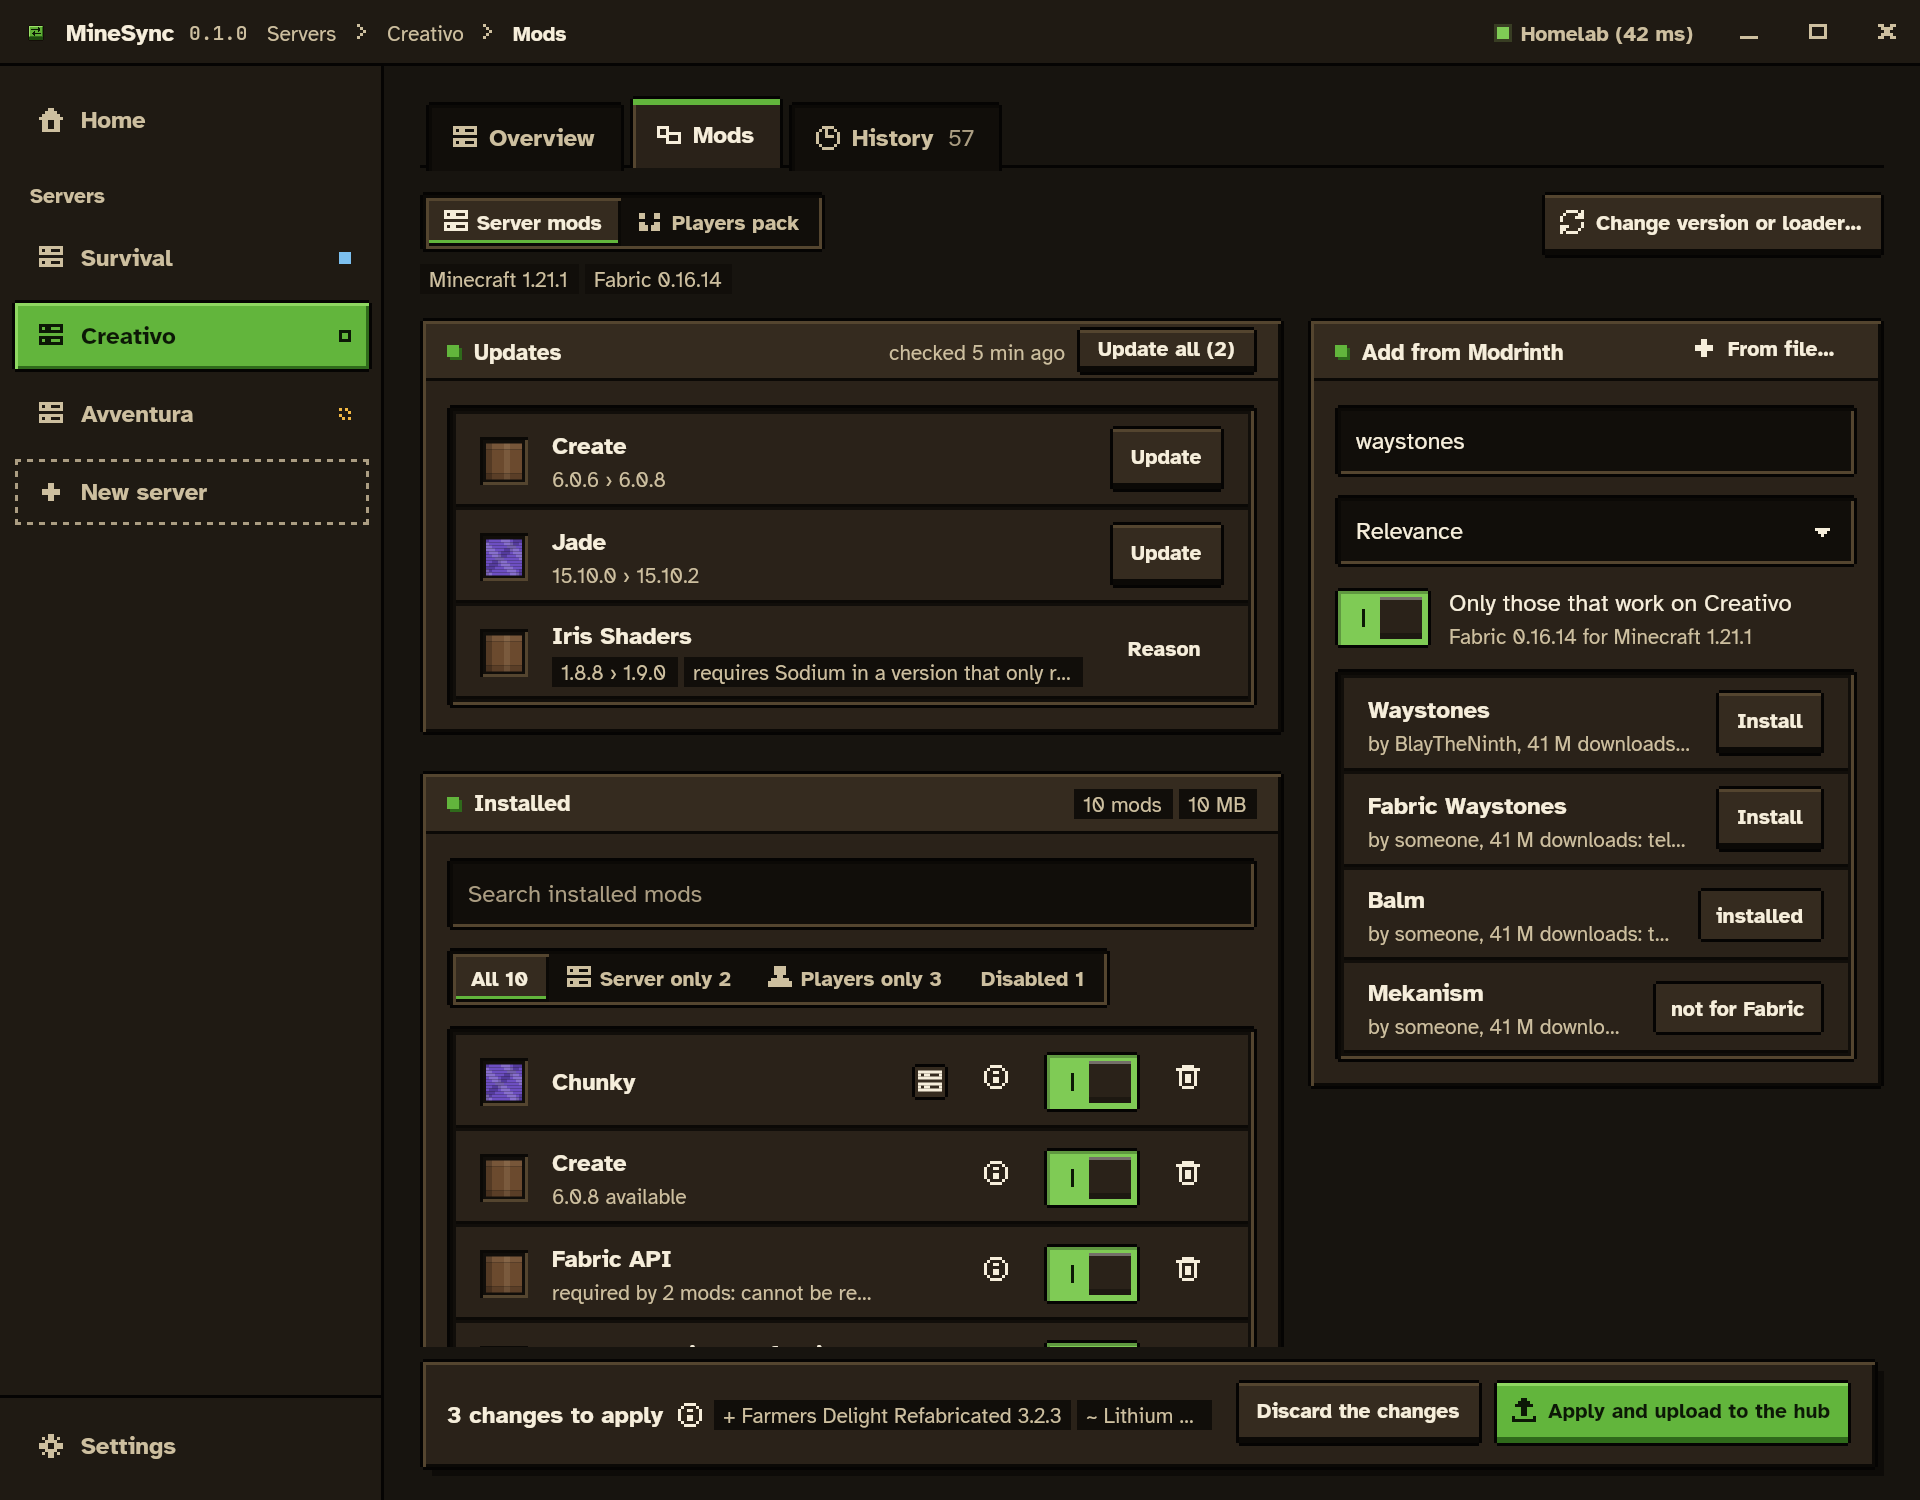 MineSync 0.1.0 Servers Creativo Mods
Homelab (42 ms)
Home
Servers
Survival
Creativo
Avventura
New server
Settings
Overview
Mods
History 57
Server mods
Players pack
Change version or loader...
Minecraft 1.21.1
Fabric 0.16.14
Updates
checked 5 min ago
Update all (2)
Create
6.0.6 › 6.0.8
Update
Jade
15.10.0 › 15.10.2
Update
Iris Shaders
1.8.8 › 1.9.0
requires Sodium in a version that only r...
Reason
Installed
10 mods
10 MB
Search installed mods
All 10
Server only 2
Players only 3
Disabled 1
Chunky
Create
6.0.8 available
Fabric API
required by 2 mods: cannot be re...
Add from Modrinth
From file...
waystones
Relevance
Only those that work on Creativo
Fabric 0.16.14 for Minecraft 1.21.1
Waystones
by BlayTheNinth, 41 M downloads...
Install
Fabric Waystones
by someone, 41 M downloads: tel...
Install
Balm
by someone, 41 M downloads: t...
installed
Mekanism
by someone, 41 M downlo...
not for Fabric
3 changes to apply
+ Farmers Delight Refabricated 3.2.3
~ Lithium ...
Discard the changes
Apply and upload to the hub